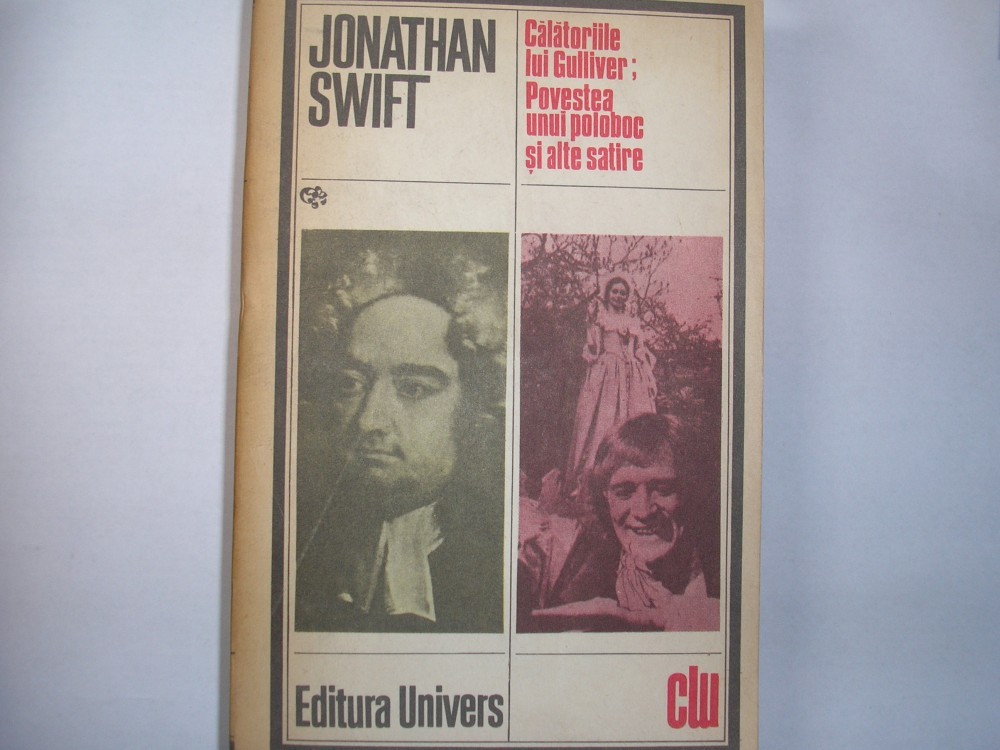 JONATHAN
SWIFT
Călătoriile
lui Gulliver;
Povestea
unui poloboc
și alte satire
Editura Univers
clu